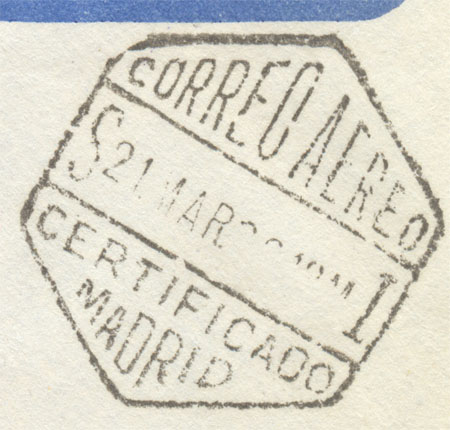 CORREO AEREO
S 21 MAR I
CERTIFICADO
MADRID